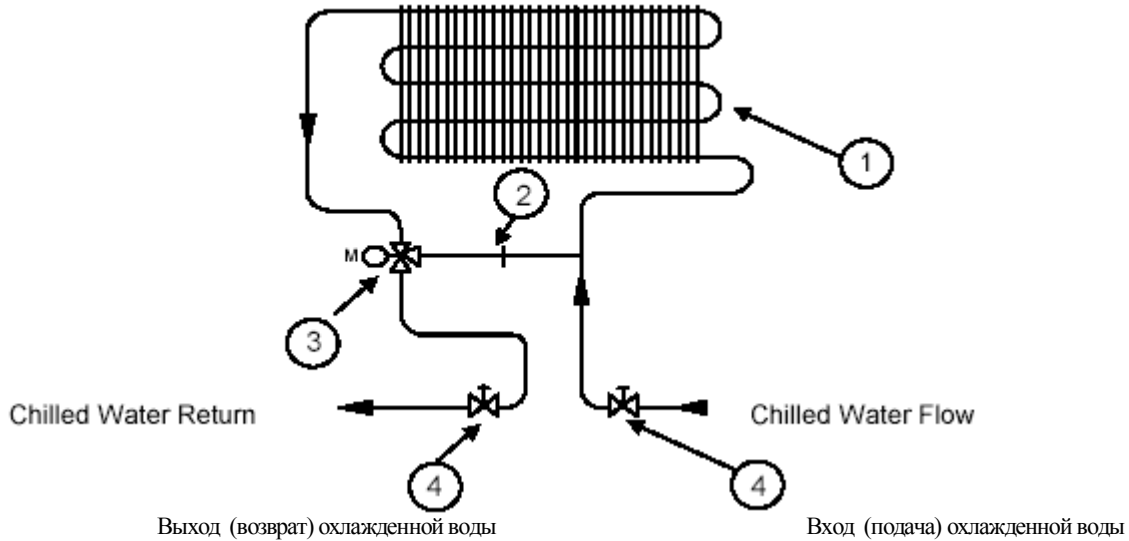 1
2
M
3
Chilled Water Return
Chilled Water Flow
4
4
Выход (возврат) охлажденной воды
Вход (подача) охлажденной воды